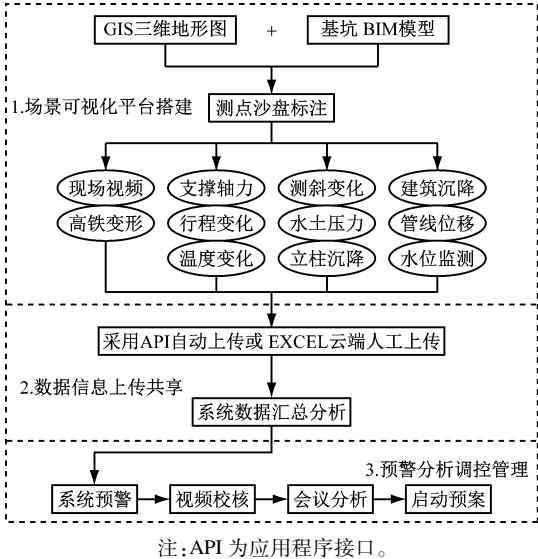 GIS三维地形图 + 基坑 BIM模型
1.场景可视化平台搭建
测点沙盘标注
现场视频 支撑轴力 测斜变化 建筑沉降
高铁变形 行程变化 水土压力 管线位移
温度变化 立柱沉降 水位监测
采用API自动上传或 EXCEL云端人工上传
2.数据信息上传共享
系统数据汇总分析
3.预警分析调控管理
系统预警 视频校核 会议分析 启动预案
注:API 为应用程序接口。